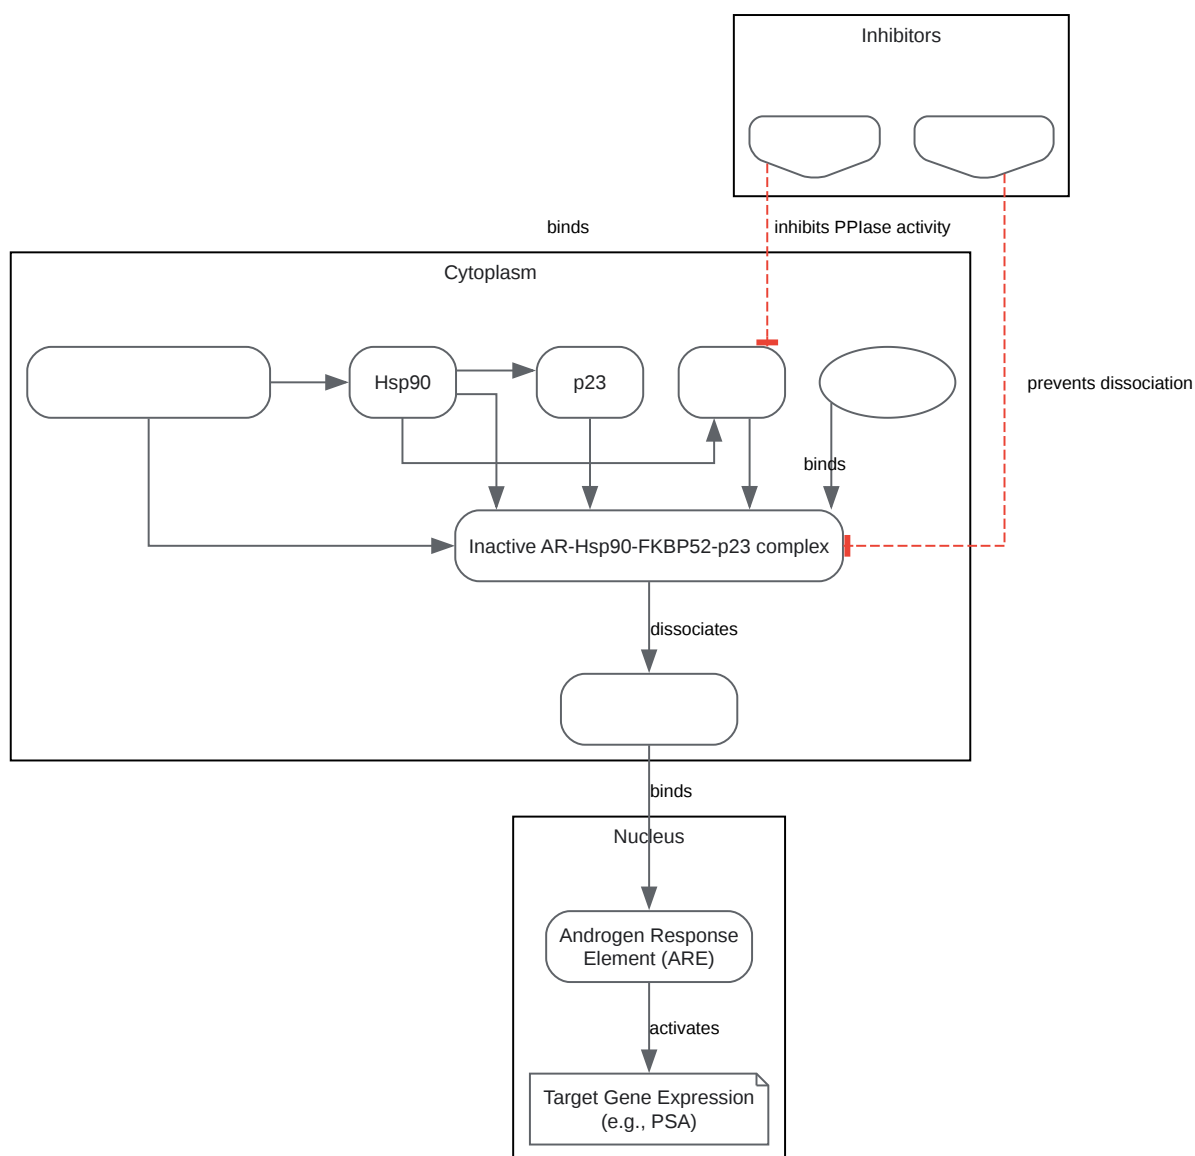 Inhibitors
binds
inhibits PPIase activity
Cytoplasm
Hsp90
p23
prevents dissociation
binds
Inactive AR-Hsp90-FKBP52-p23 complex
dissociates
binds
Nucleus
Androgen Response
Element (ARE)
activates
Target Gene Expression
(e.g., PSA)